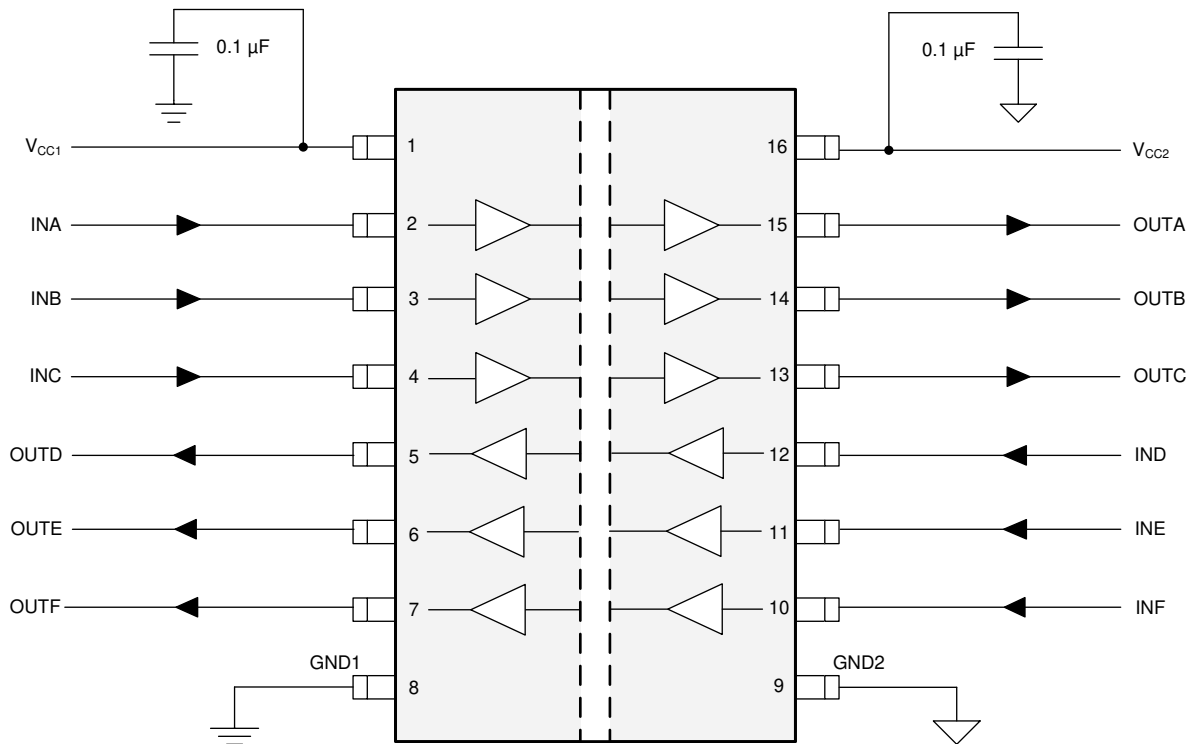 0.1 µF
0.1 µF
VCC1
1
16
VCC2
INA
2
15
OUTA
INB
3
14
OUTB
INC
4
13
OUTC
OUTD
5
12
IND
OUTE
6
11
INE
OUTF
7
10
INF
GND1
8
9
GND2